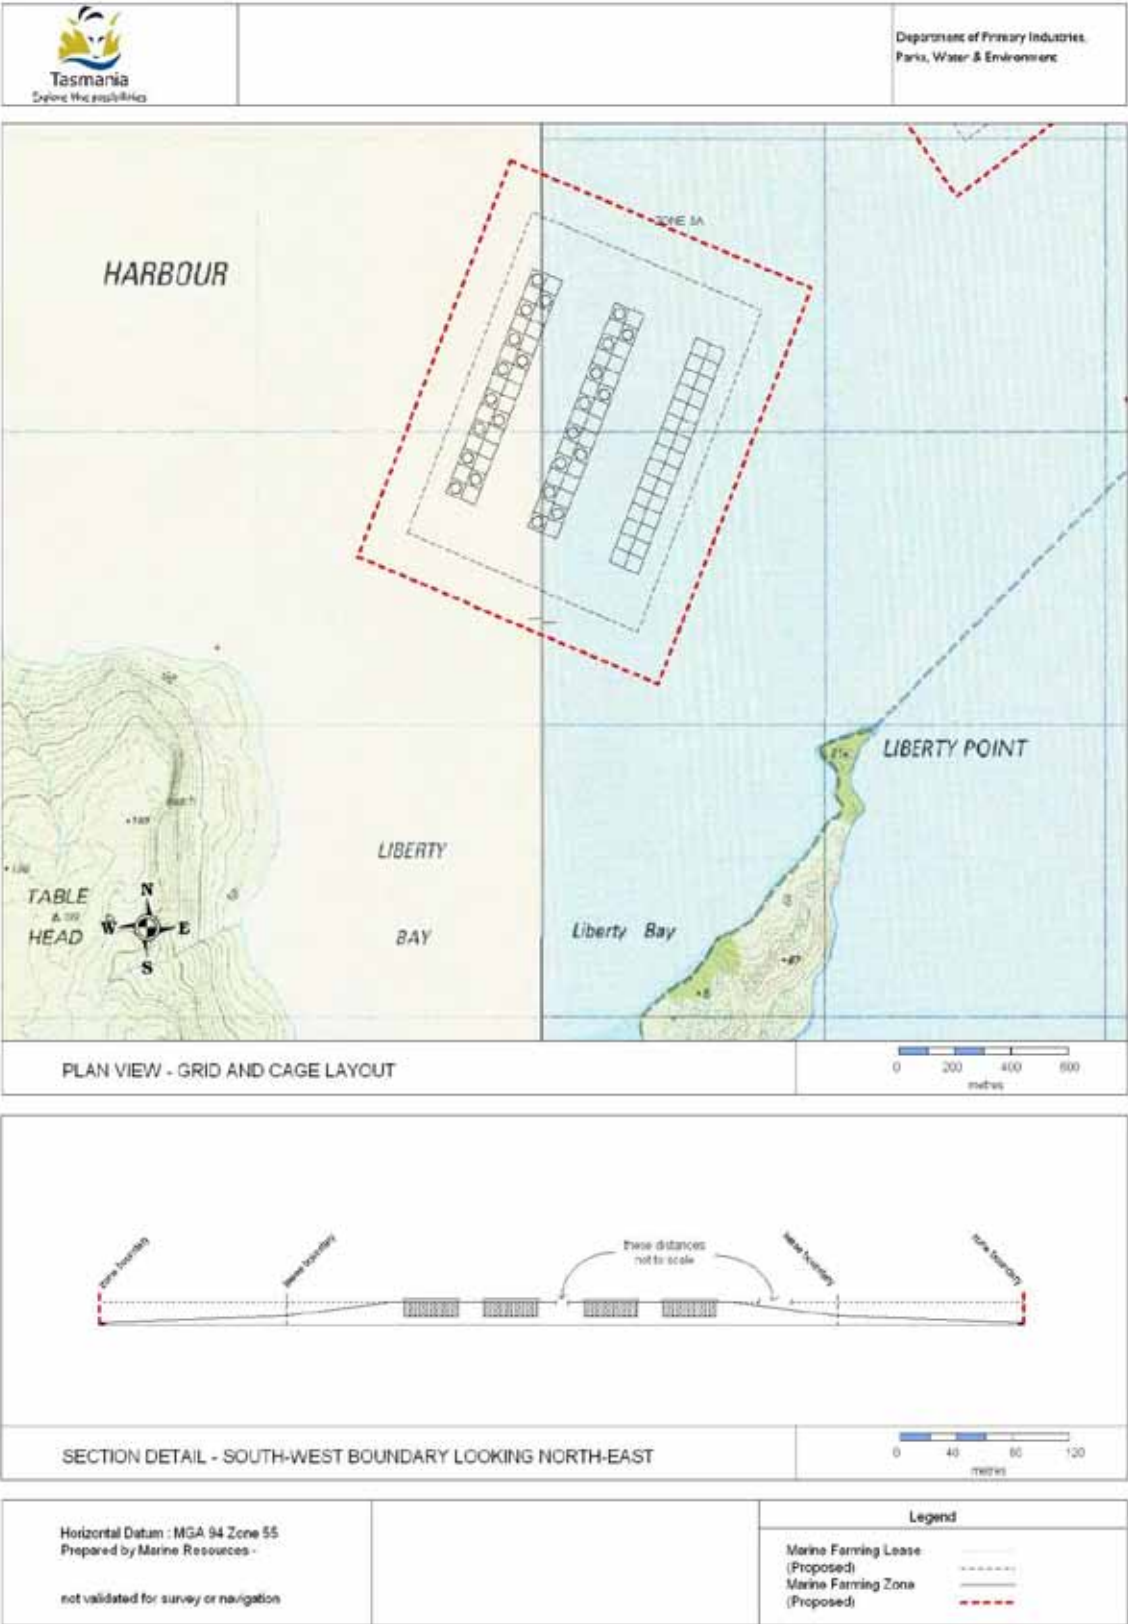 Tasmania
Explore the possibilities
Department of Primary Industries,
Parks, Water & Environment
ZONE 5A
HARBOUR
LIBERTY POINT
LIBERTY
BAY
Liberty Bay
TABLE
HEAD
N
W
E
S
PLAN VIEW - GRID AND CAGE LAYOUT
0 200 400 600
metres
zone boundary
lease boundary
these distances
not to scale
lease boundary
zone boundary
SECTION DETAIL - SOUTH-WEST BOUNDARY LOOKING NORTH-EAST
0 40 80 120
metres
Horizontal Datum : MGA 94 Zone 55
Prepared by Marine Resources -
not validated for survey or navigation
Legend
Marine Farming Lease
(Proposed)
Marine Farming Zone
(Proposed)